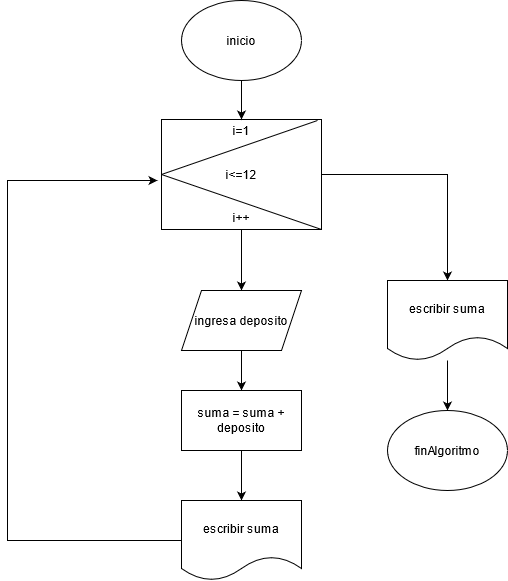 inicio
i=1
i<=12
i++
ingresa deposito
suma = suma +
deposito
escribir suma
escribir suma
finAlgoritmo